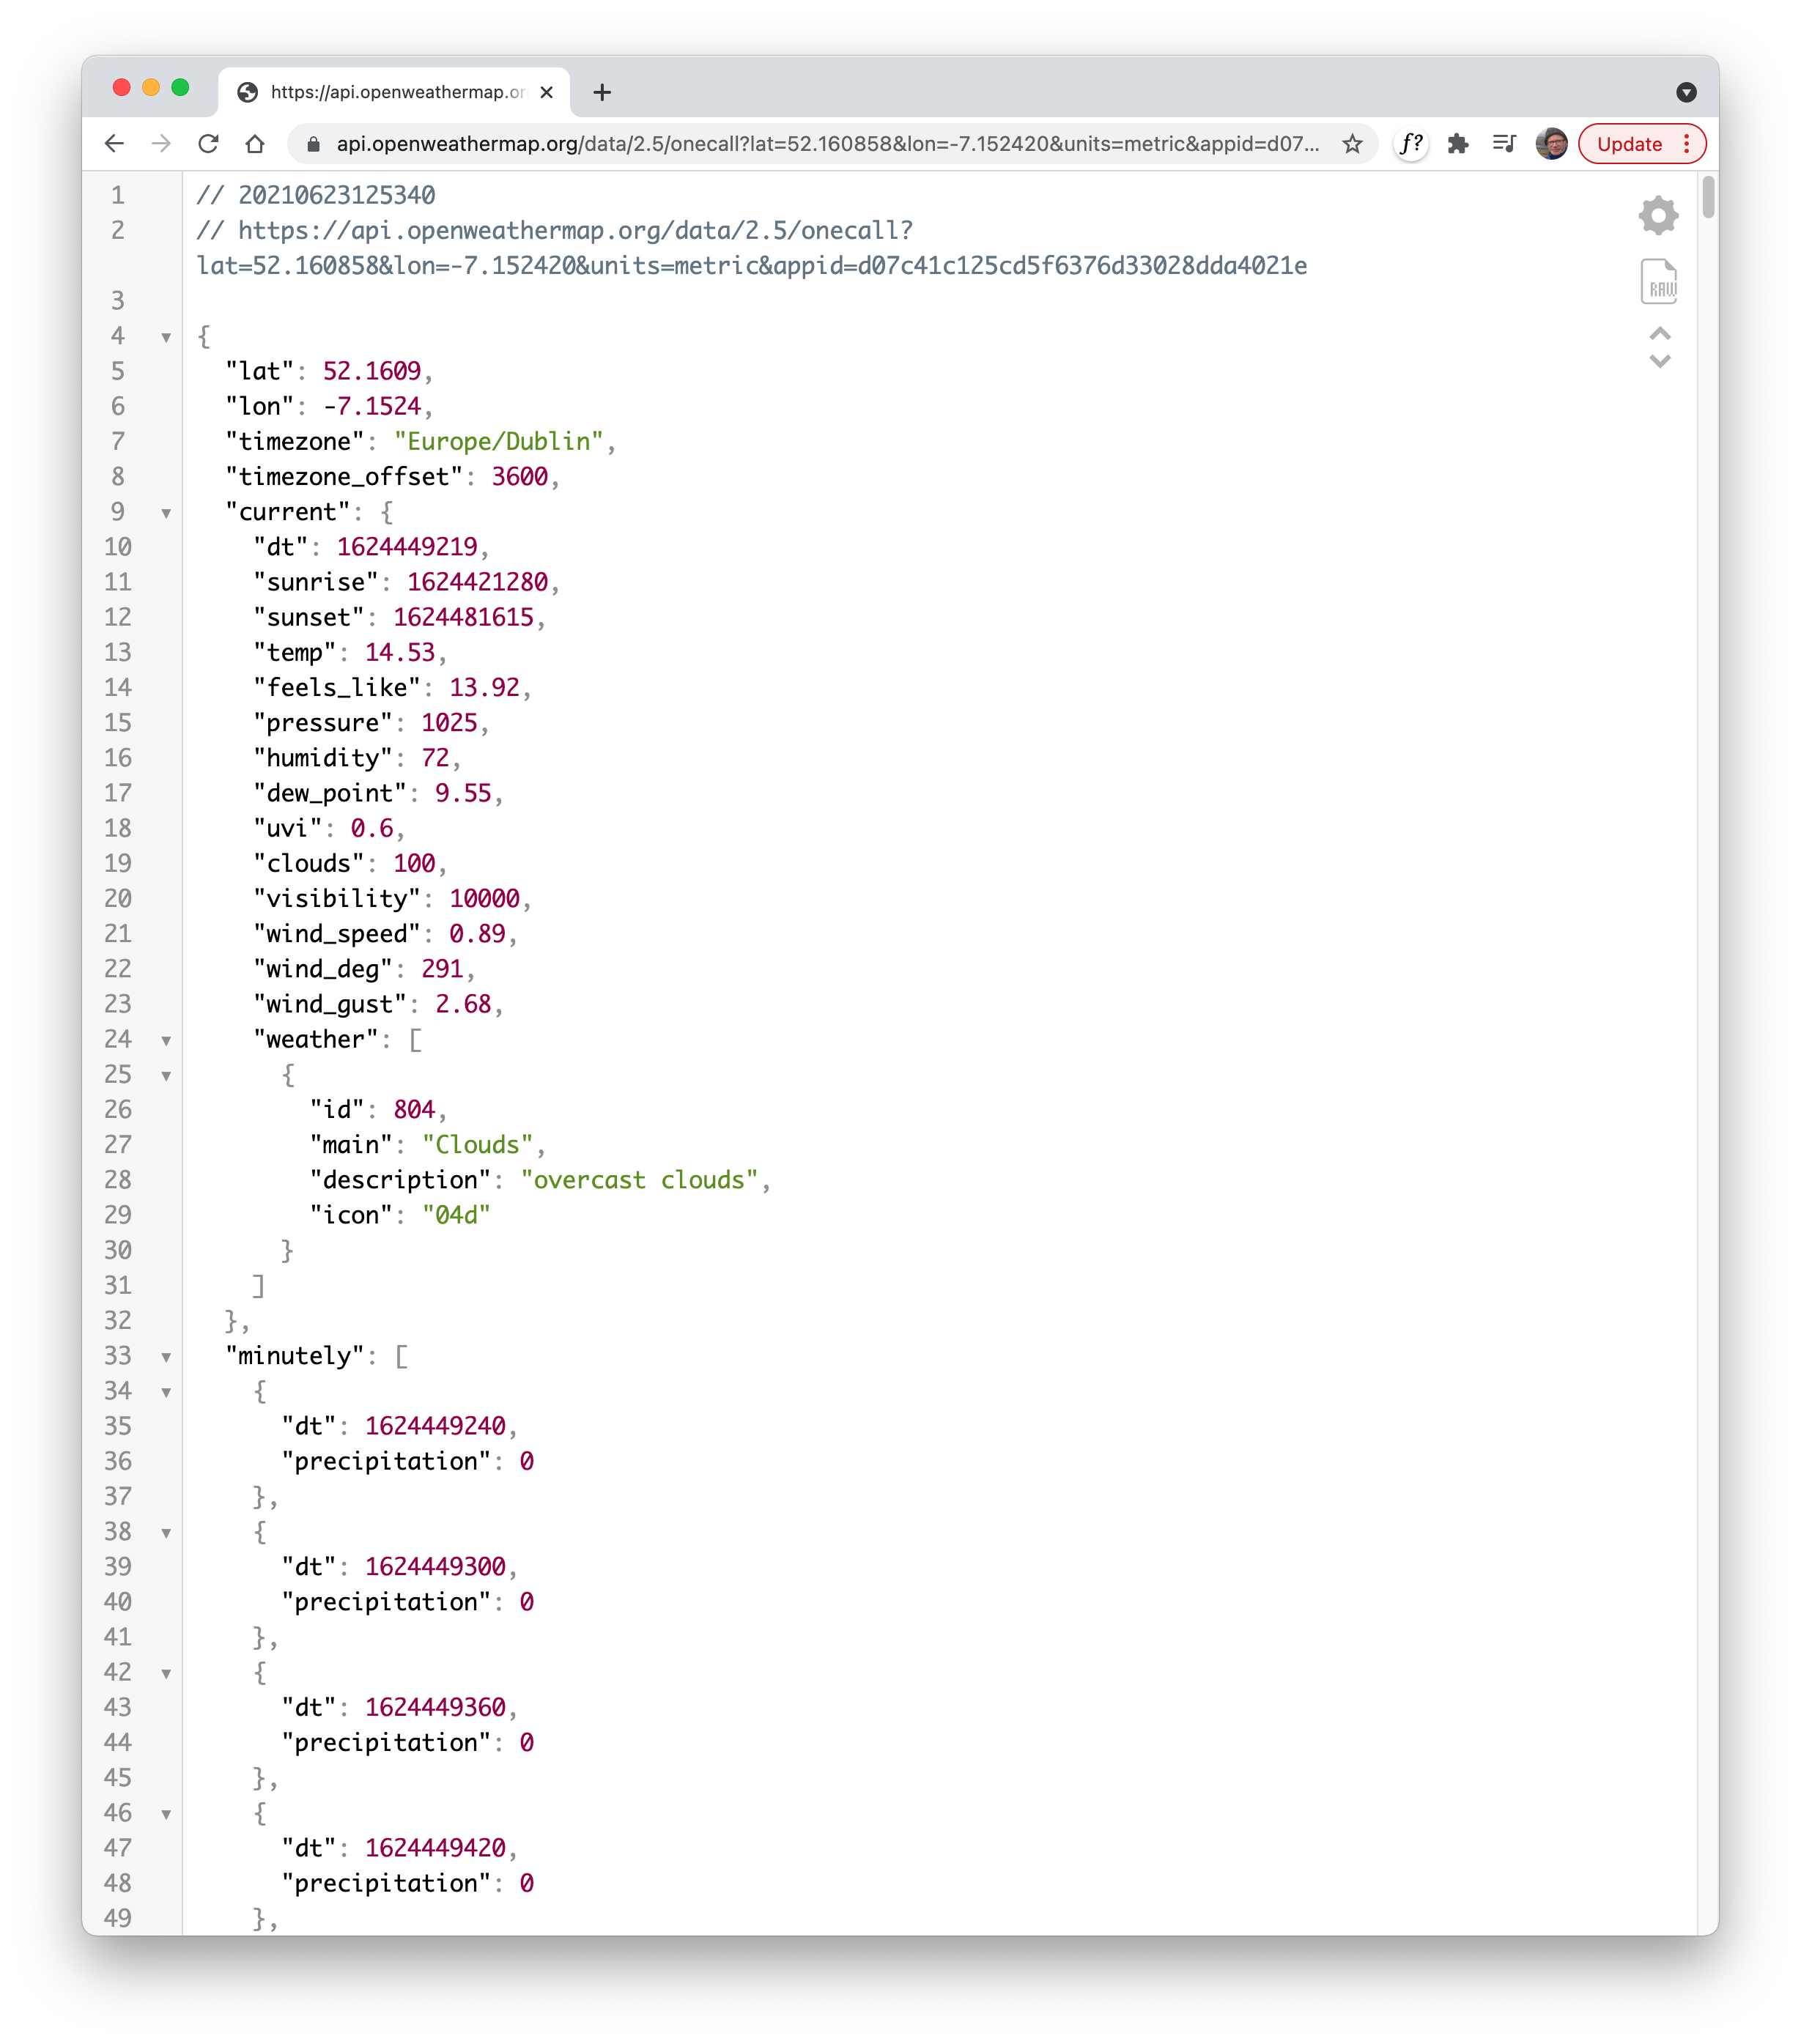 https://api.openweathermap.or
api.openweathermap.org/data/2.5/onecall?lat=52.160858&lon=-7.152420&units=metric&appid=d07...
f?
Update
1 // 20210623125340
2 // https://api.openweathermap.org/data/2.5/onecall?
lat=52.160858&lon=-7.152420&units=metric&appid=d07c41c125cd5f6376d33028dda4021e
RAW
3
4 {
5 "lat": 52.1609,
6 "lon": -7.1524,
7 "timezone": "Europe/Dublin",
8 "timezone_offset": 3600,
9 "current": {
10 "dt": 1624449219,
11 "sunrise": 1624421280,
12 "sunset": 1624481615,
13 "temp": 14.53,
14 "feels_like": 13.92,
15 "pressure": 1025,
16 "humidity": 72,
17 "dew_point": 9.55,
18 "uvi": 0.6,
19 "clouds": 100,
20 "visibility": 10000,
21 "wind_speed": 0.89,
22 "wind_deg": 291,
23 "wind_gust": 2.68,
24 "weather": [
25 {
26 "id": 804,
27 "main": "Clouds",
28 "description": "overcast clouds",
29 "icon": "04d"
30 }
31 ]
32 },
33 "minutely": [
34 {
35 "dt": 1624449240,
36 "precipitation": 0
37 },
38 {
39 "dt": 1624449300,
40 "precipitation": 0
41 },
42 {
43 "dt": 1624449360,
44 "precipitation": 0
45 },
46 {
47 "dt": 1624449420,
48 "precipitation": 0
49 },